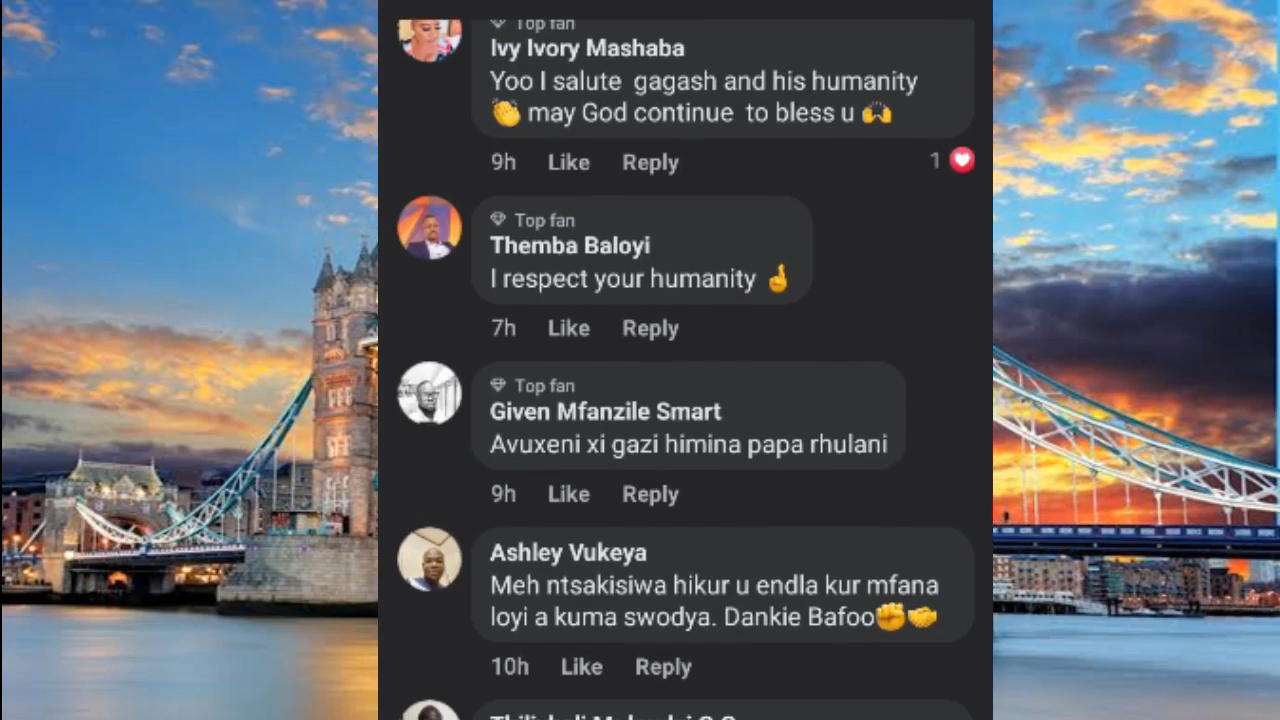 Top fan
Ivy Ivory Mashaba
Yoo I salute gagash and his humanity
👏 may God continue to bless u 🙌
9h Like Reply 1
Top fan
Themba Baloyi
I respect your humanity 🤞
7h Like Reply
Top fan
Given Mfanzile Smart
Avuxeni xi gazi himina papa rhulani
9h Like Reply
Ashley Vukeya
Meh ntsakisiwa hikur u endla kur mfana
loyi a kuma swodya. Dankie Bafoo✊🤝
10h Like Reply